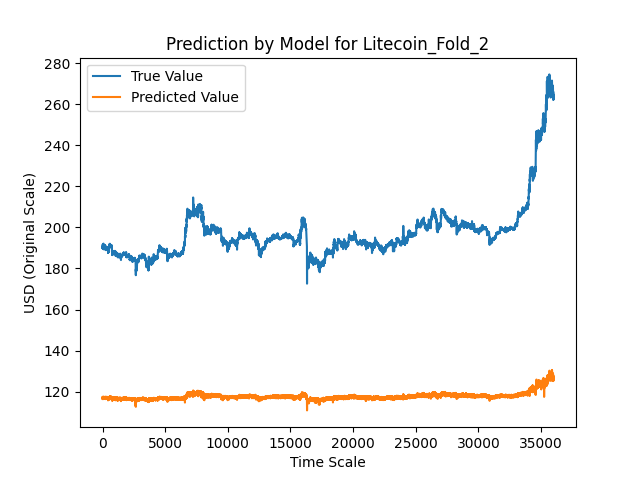 Prediction by Model for Litecoin_Fold_2
280
260
240
220
200
180
160
140
120
USD (Original Scale)
True Value
Predicted Value
0 5000 10000 15000 20000 25000 30000 35000
Time Scale